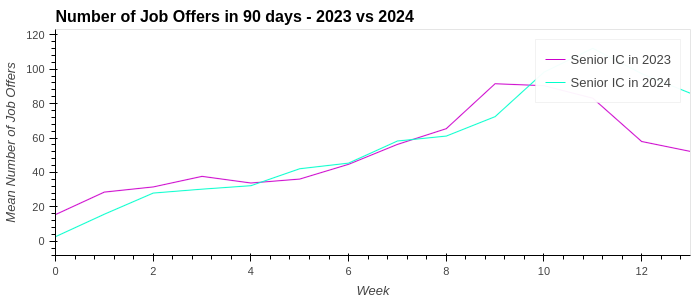 Number of Job Offers in 90 days - 2023 vs 2024
Senior IC in 2023
Senior IC in 2024
Mean Number of Job Offers
120
100
80
60
40
20
0
0 2 4 6 8 10 12
Week